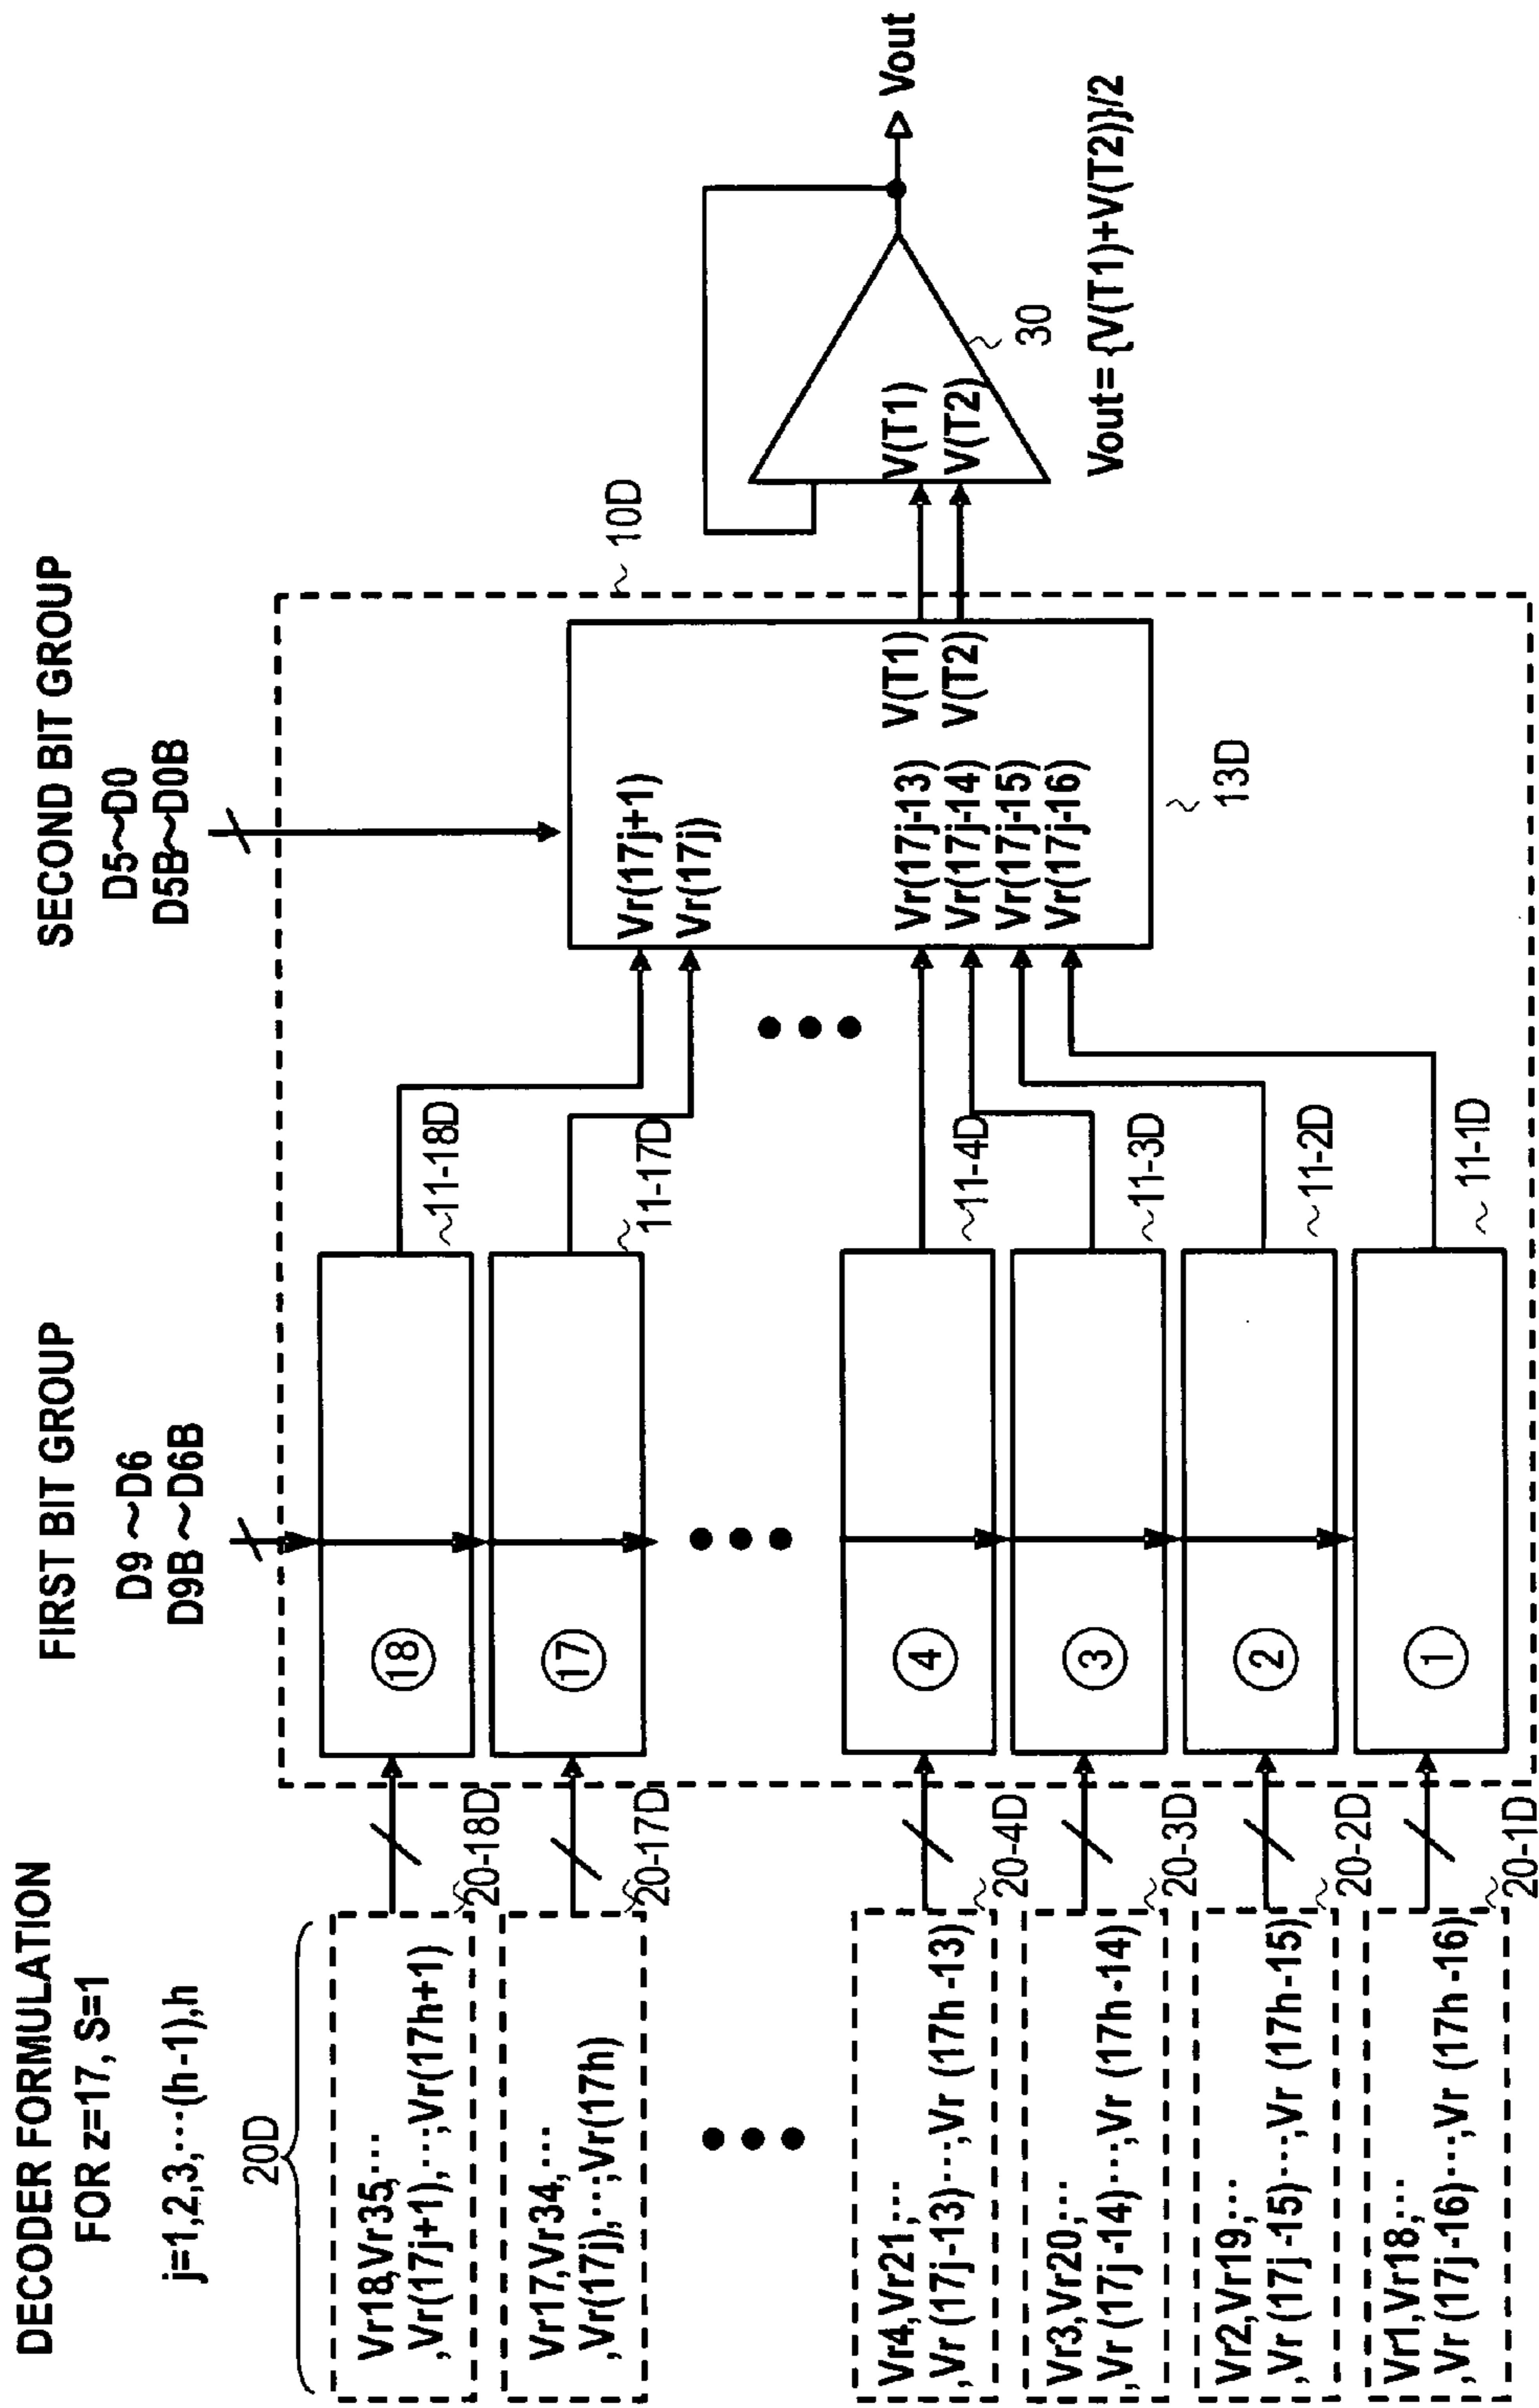 DECODER FORMULATION
FOR z=17, S=1
j=1,2,3,⋯(h-1),h
FIRST BIT GROUP
D9 ~D6
D9B ~D6B
SECOND BIT GROUP
D5~D0
D5B~D0B
20D
10D
Vr18,Vr35,⋯
,Vr(17j+1),⋯,Vr(17h+1)
20-18D
18
11-18D
Vr17,Vr34,⋯
,Vr(17j),⋯,Vr(17h)
20-17D
17
11-17D
Vr4,Vr21,⋯
,Vr (17j-13)⋯,Vr (17h-13)
20-4D
4
11-4D
Vr3,Vr20,⋯
,Vr (17j-14)⋯,Vr (17h-14)
20-3D
3
11-3D
Vr2,Vr19,⋯
,Vr (17j-15)⋯,Vr (17h-15)
20-2D
2
11-2D
Vr1,Vr18,⋯
,Vr (17j-16)⋯,Vr (17h-16)
20-1D
1
11-1D
Vr(17j+1)
Vr(17j)
Vr(17j-13)
Vr(17j-14)
Vr(17j-15)
Vr(17j-16)
V(T1)
V(T2)
13D
V(T1)
V(T2)
30
Vout
Vout= {V(T1)+V(T2)}/2